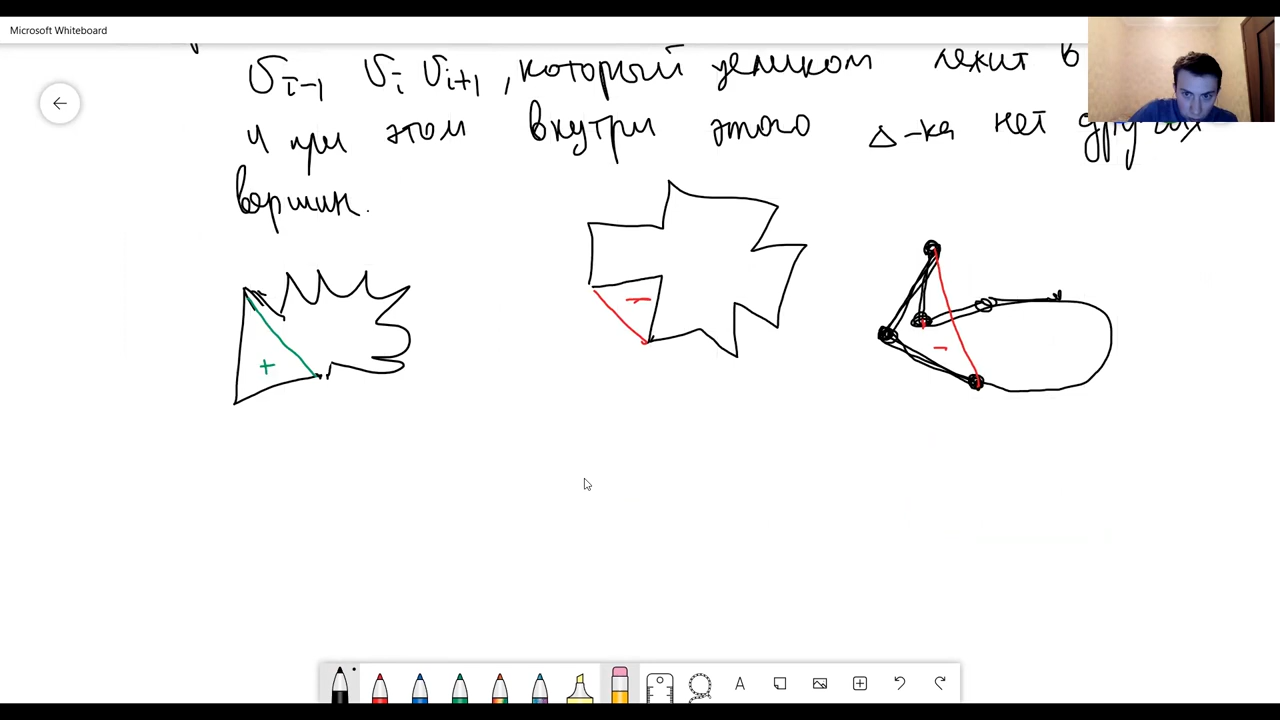 Microsoft Whiteboard
V_{i-1} V_i V_{i+1}, который целиком лежит в
и при этом внутри этого Δ-ка нет других
вершин.
+
−
−
A